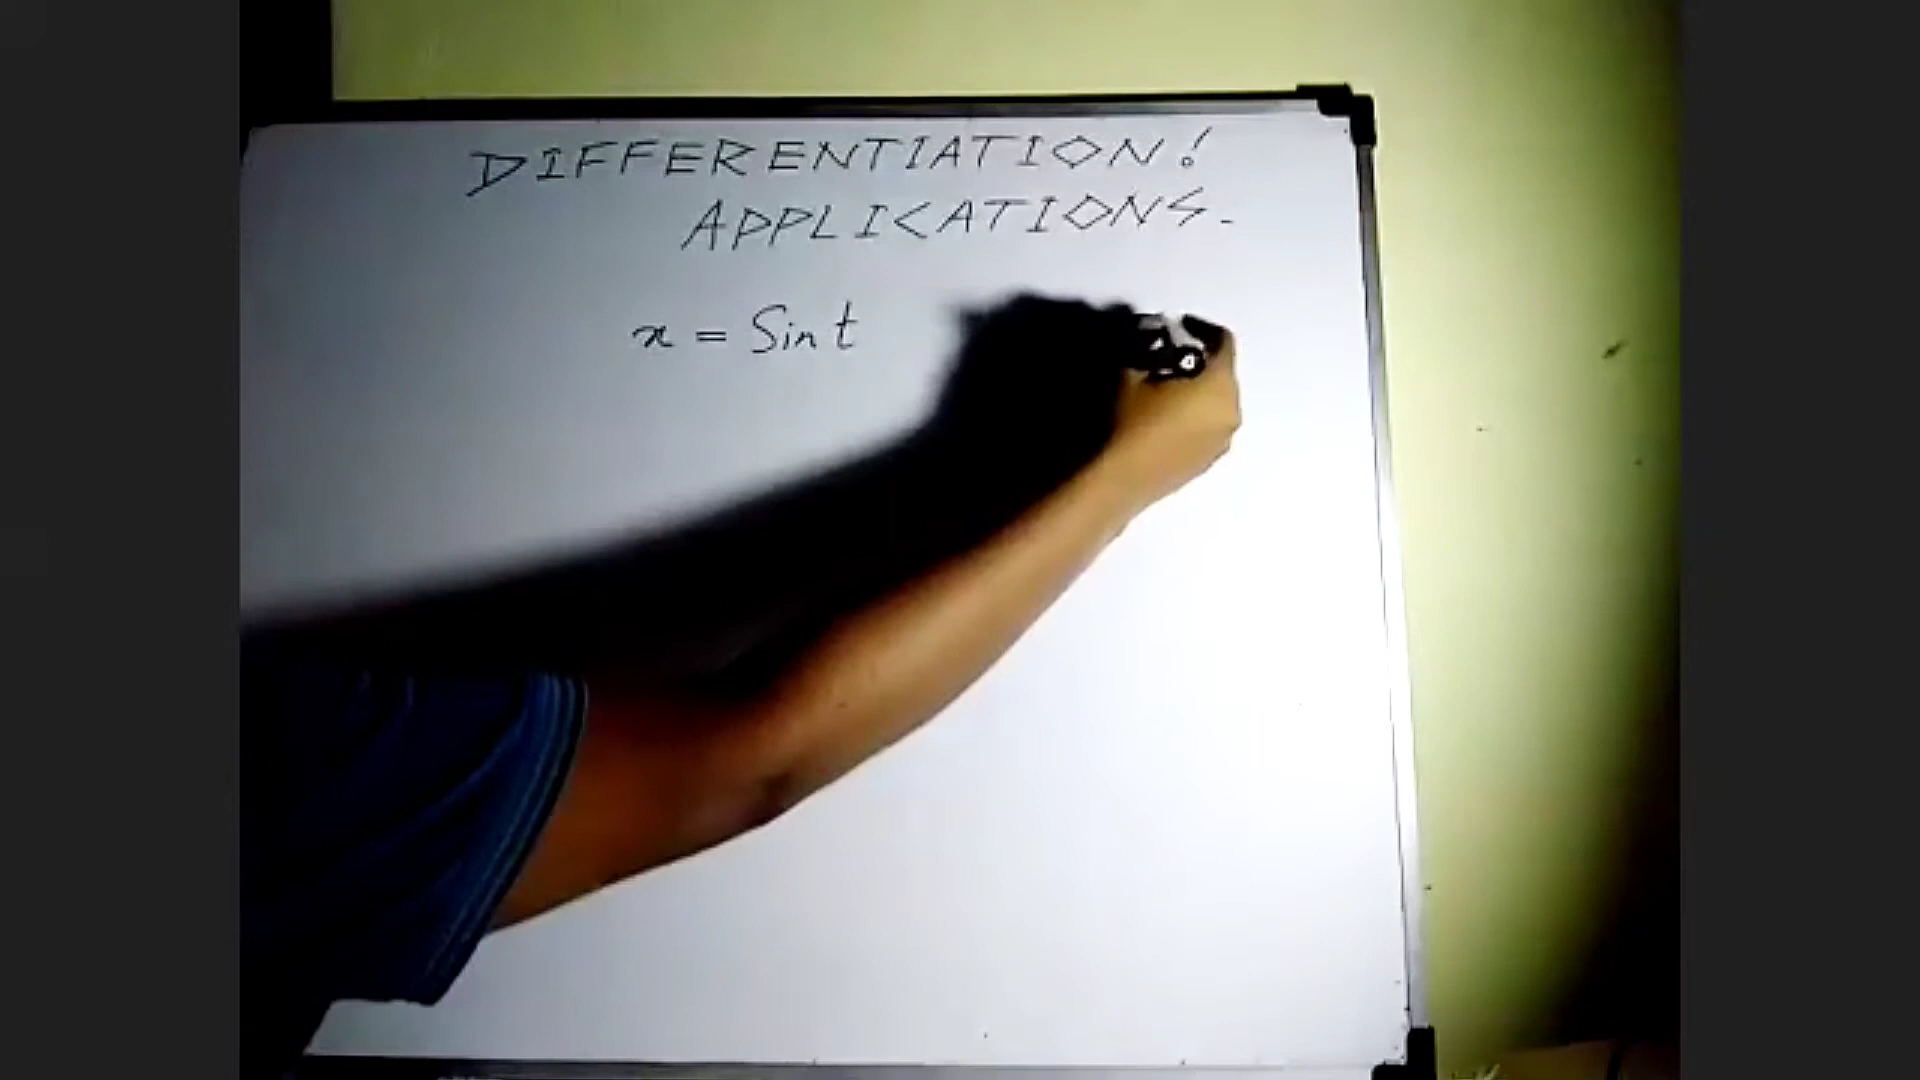 DIFFERENTIATION!
APPLICATIONS.
x = Sin t